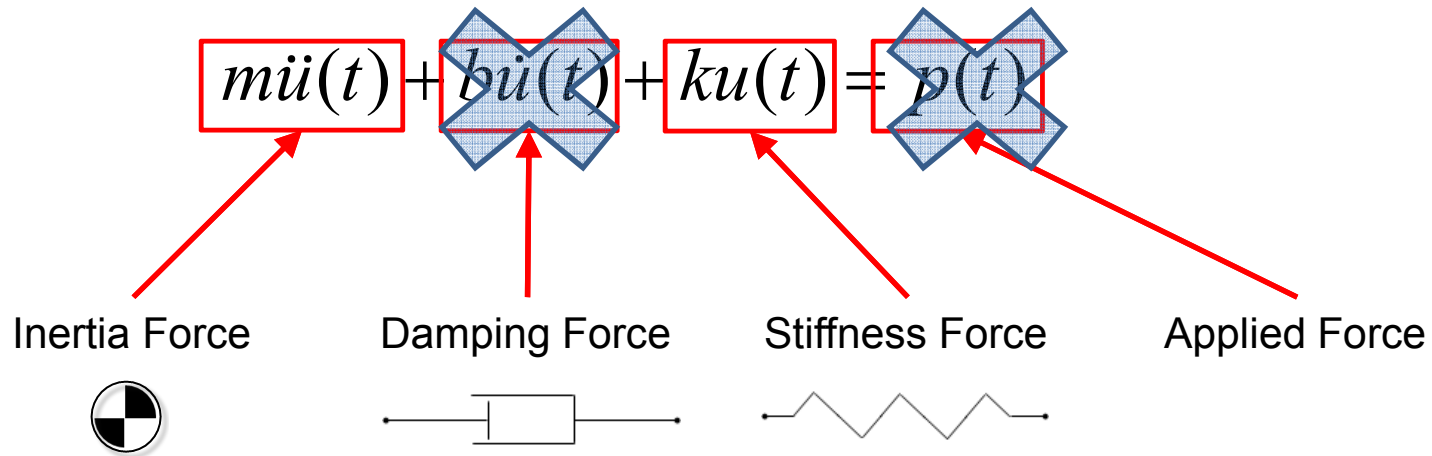 mü(t) + bu̇(t) + ku(t) = p(t)
Inertia Force Damping Force Stiffness Force Applied Force